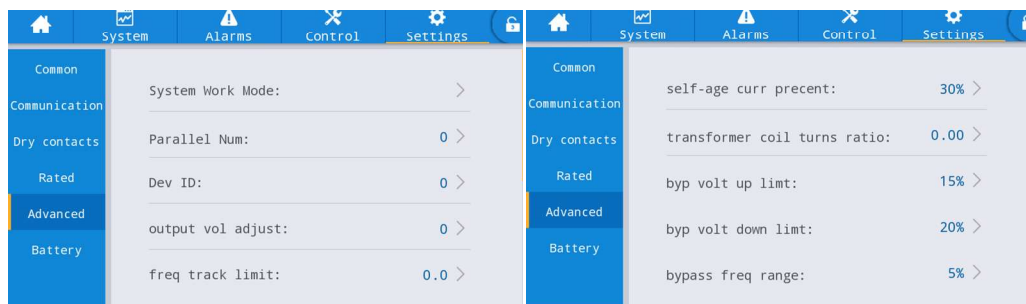 System Alarms Control Settings
Common
Communication
Dry contacts
Rated
Advanced
Battery
System Work Mode:
Parallel Num: 0
Dev ID: 0
output vol adjust: 0
freq track limit: 0.0
System Alarms Control Settings
Common
Communication
Dry contacts
Rated
Advanced
Battery
self-age curr precent: 30%
transformer coil turns ratio: 0.00
byp volt up limt: 15%
byp volt down limt: 20%
bypass freq range: 5%